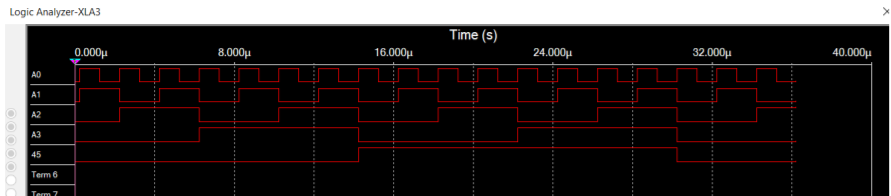 Logic Analyzer-XLA3
Time (s)
0.000μ 8.000μ 16.000μ 24.000μ 32.000μ 40.000μ
A0
A1
A2
A3
45
Term 6
Term 7